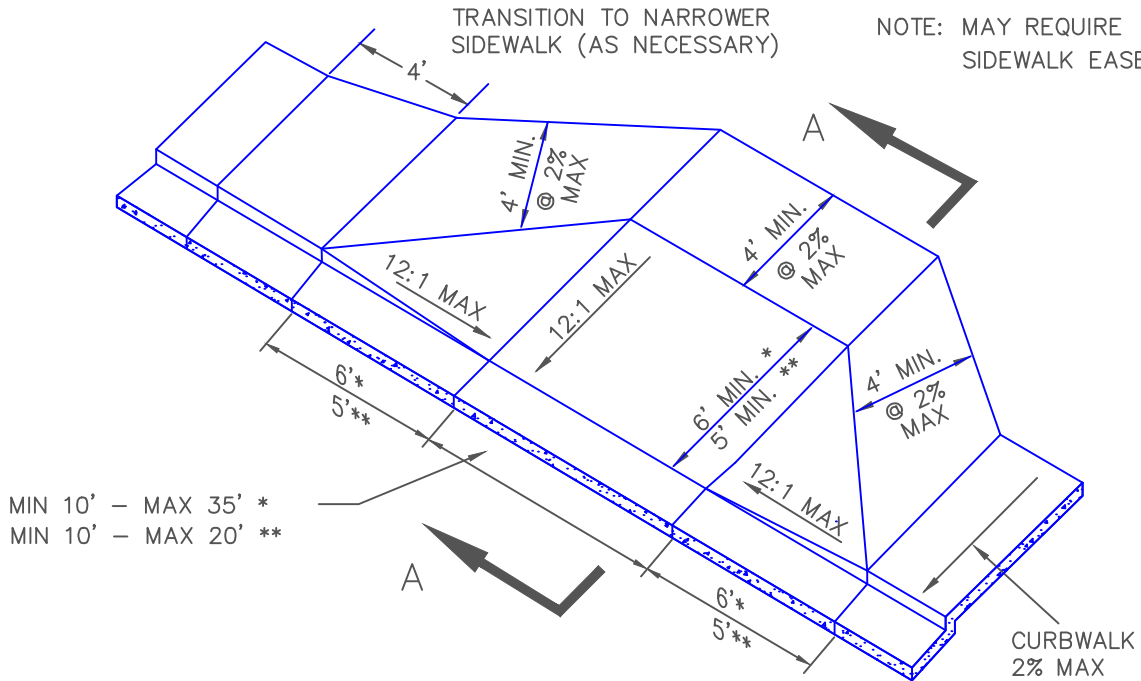 TRANSITION TO NARROWER
SIDEWALK (AS NECESSARY)
NOTE: MAY REQUIRE
SIDEWALK EASE
4'
A
4' MIN.
@ 2%
MAX
4' MIN.
@ 2%
MAX
12:1 MAX
12:1 MAX
6' MIN. *
5' MIN. **
4' MIN.
@ 2%
MAX
6'*
5'**
12:1 MAX
MIN 10' – MAX 35' *
MIN 10' – MAX 20' **
A
6'*
5'**
CURBWALK
2% MAX